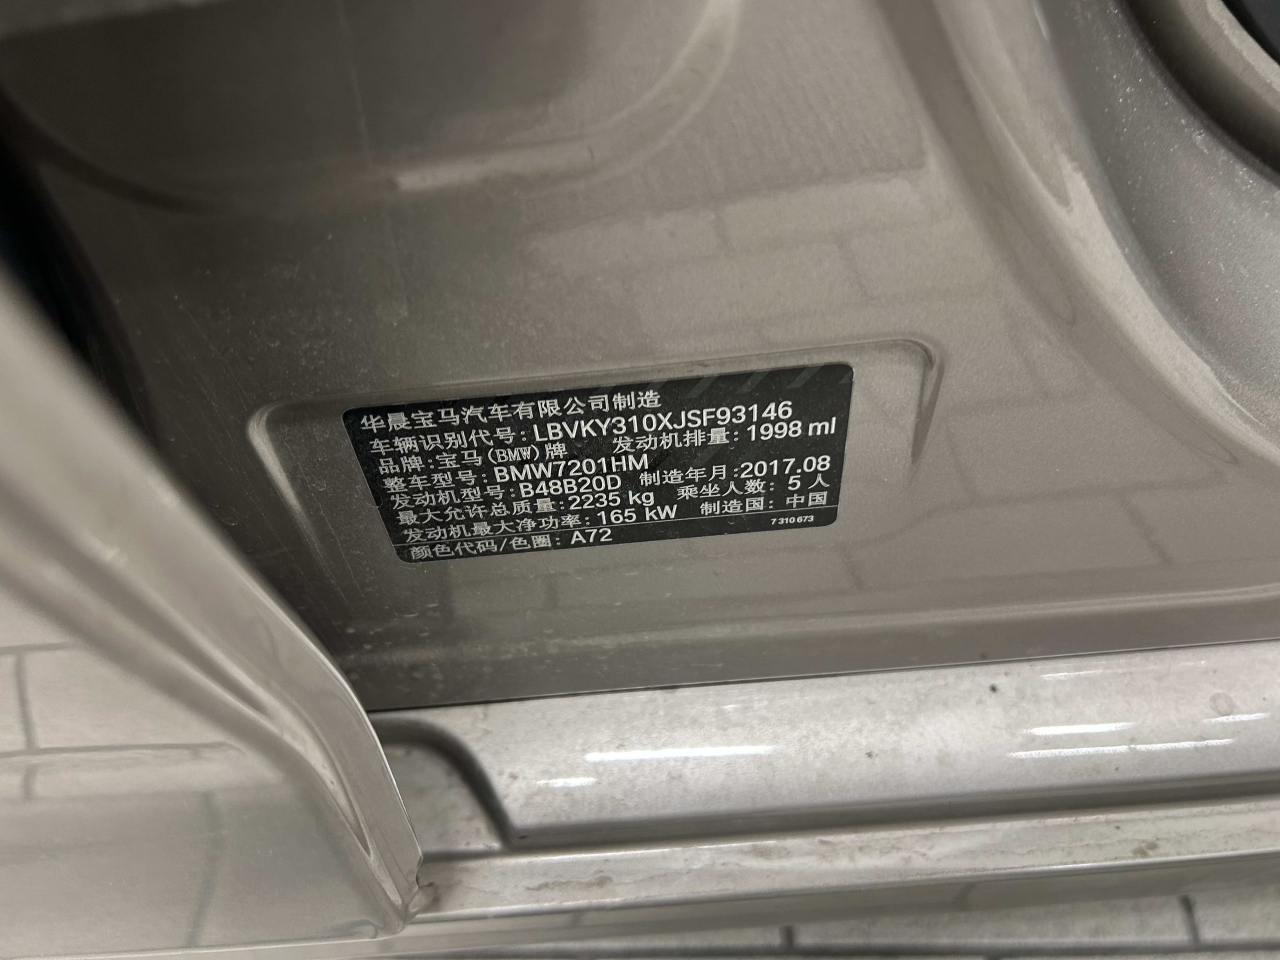 华晨宝马汽车有限公司制造
车辆识别代号: LBVKY310XJSF93146
品牌: 宝马(BMW)牌 发动机排量: 1998 ml
整车型号: BMW7201HM
发动机型号: B48B20D 制造年月: 2017.08
最大允许总质量: 2235 kg 乘坐人数: 5 人
发动机最大净功率: 165 kW 制造国: 中国
颜色代码/色圈: A72 7 310 673